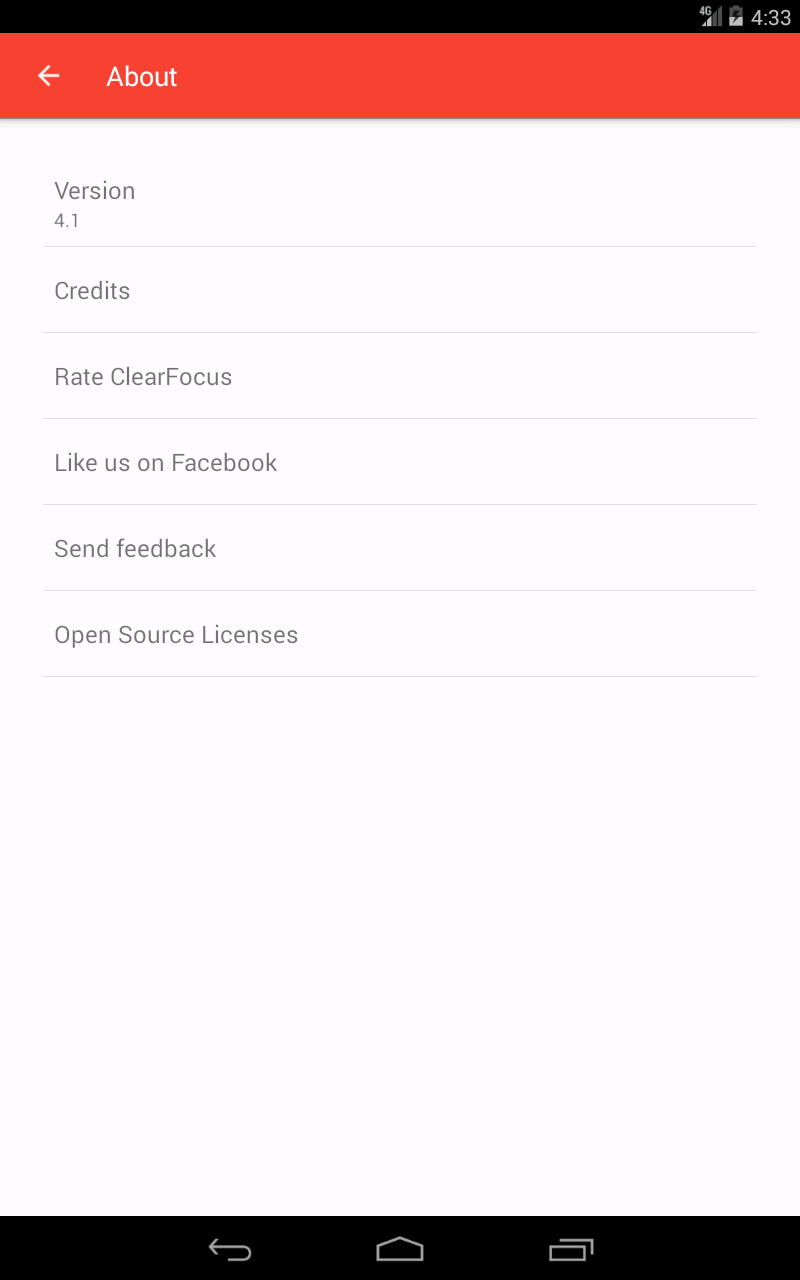 4G 4:33
About
Version
4.1
Credits
Rate ClearFocus
Like us on Facebook
Send feedback
Open Source Licenses